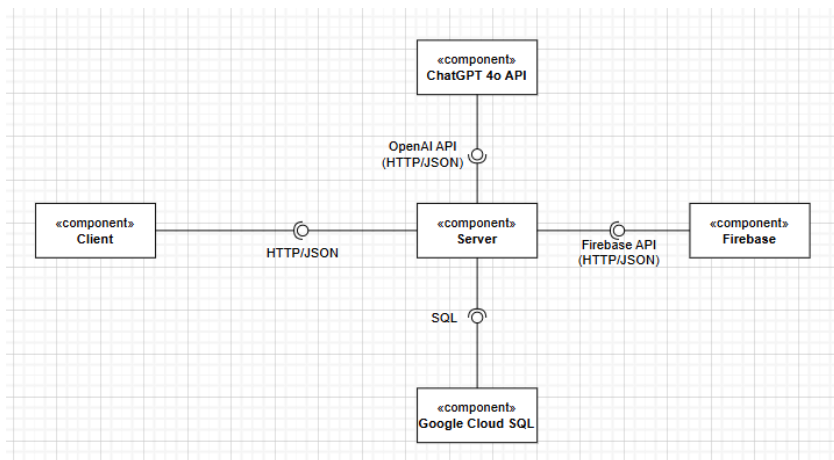 «component»
ChatGPT 4o API
OpenAI API
(HTTP/JSON)
«component»
Client
HTTP/JSON
«component»
Server
Firebase API
(HTTP/JSON)
«component»
Firebase
SQL
«component»
Google Cloud SQL